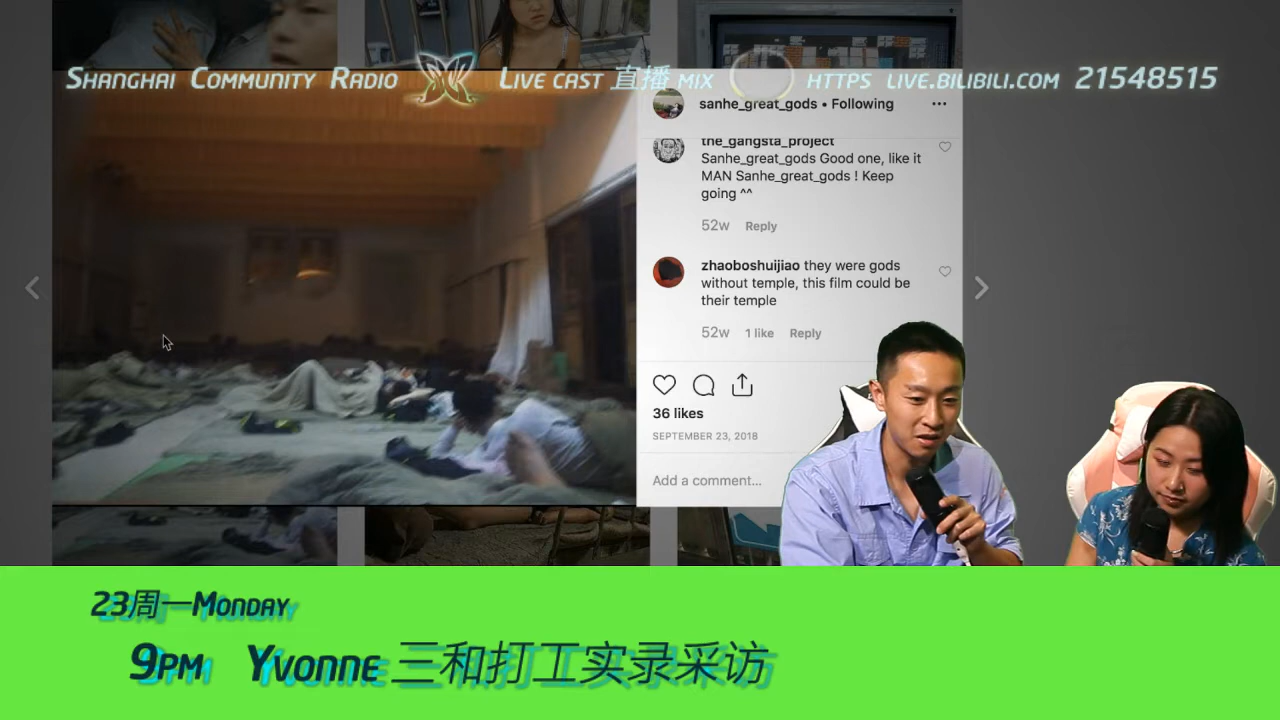 SHANGHAI COMMUNITY RADIO LIVE CAST 直播 MIX HTTPS LIVE.BILIBILI.COM 21548515
sanhe_great_gods • Following
the_gangsta_project
Sanhe_great_gods Good one, like it
MAN Sanhe_great_gods ! Keep
going ^^
52w Reply
zhaoboshuijiao they were gods
without temple, this film could be
their temple
52w 1 like Reply
36 likes
SEPTEMBER 23, 2018
Add a comment...
23周一MONDAY
9PM YVONNE 三和打工实录采访